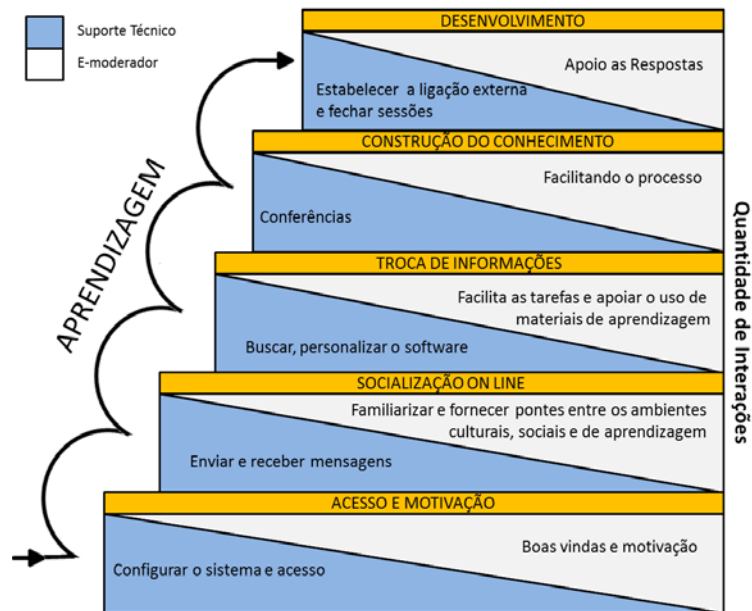 Suporte Técnico
E-moderador
DESENVOLVIMENTO
Apoio as Respostas
Estabelecer a ligação externa
e fechar sessões
CONSTRUÇÃO DO CONHECIMENTO
Facilitando o processo
Conferências
TROCA DE INFORMAÇÕES
Facilita as tarefas e apoiar o uso de
materiais de aprendizagem
Buscar, personalizar o software
SOCIALIZAÇÃO ON LINE
Familiarizar e fornecer pontes entre os ambientes
culturais, sociais e de aprendizagem
Enviar e receber mensagens
ACESSO E MOTIVAÇÃO
Boas vindas e motivação
Configurar o sistema e acesso
APRENDIZAGEM
Quantidade de Interações